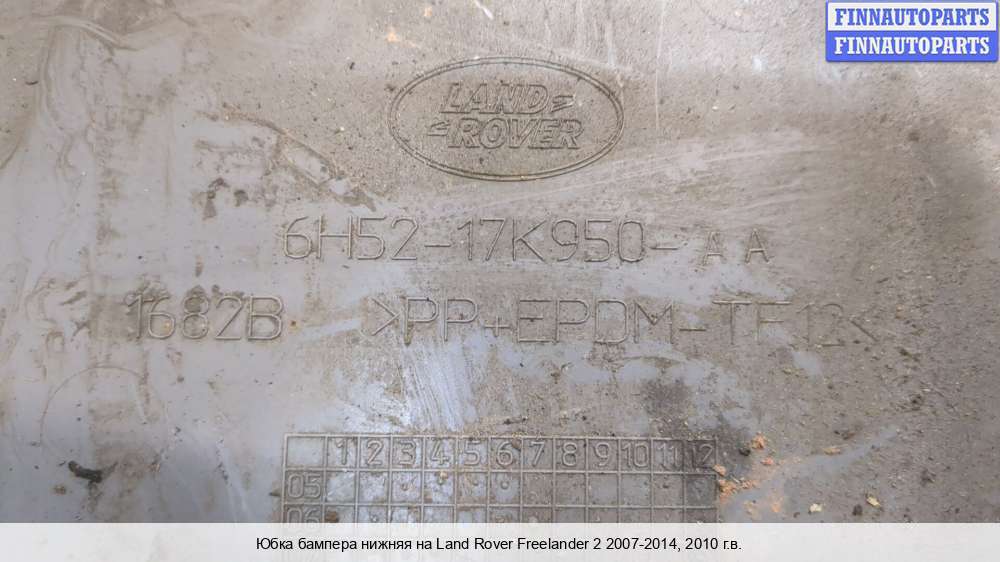 FINNAUTOPARTS
FINNAUTOPARTS
LAND
ROVER
6H52-17K950-AA
1682B >PP+EPDM-TF12<
1 2 3 4 5 6 7 8 9 10 11 12
05
06
Юбка бампера нижняя на Land Rover Freelander 2 2007-2014, 2010 г.в.